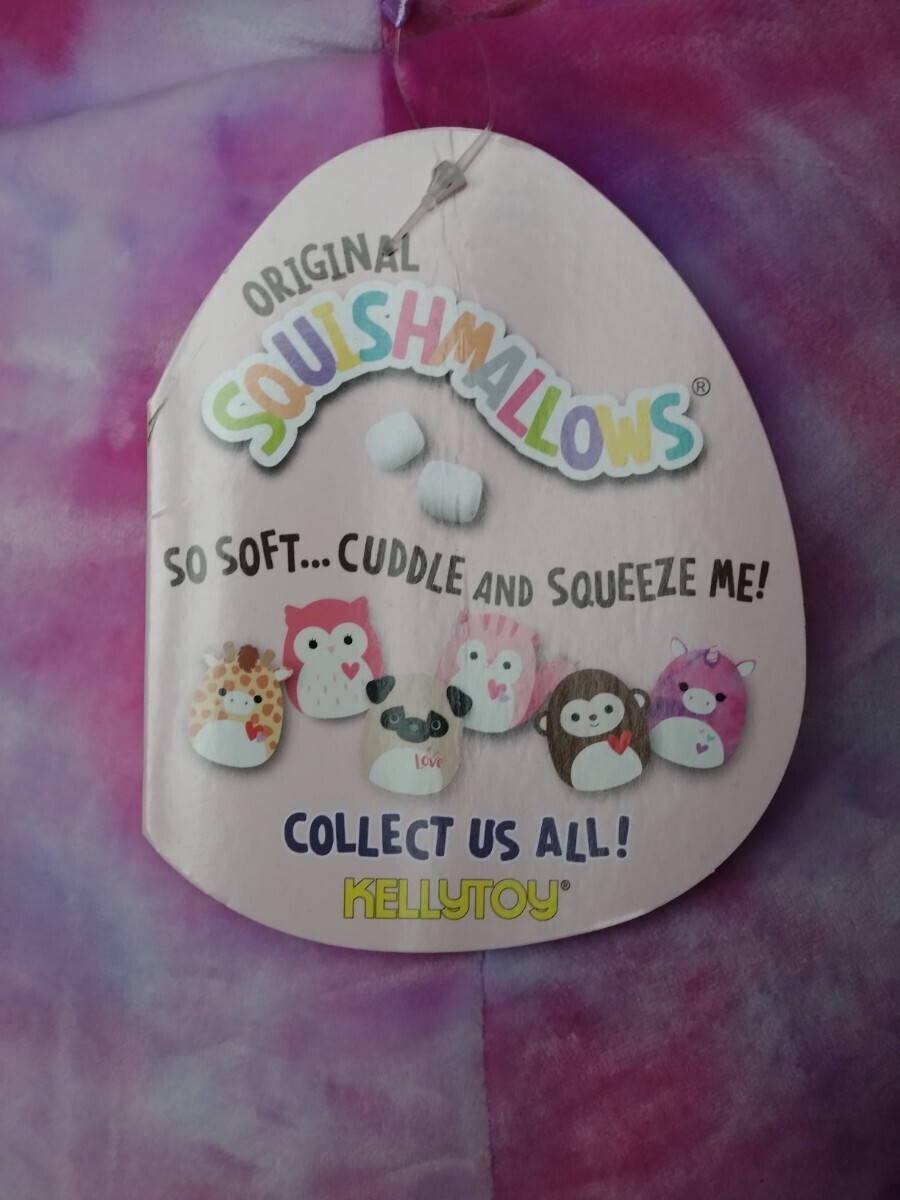 ORIGINAL
SQUISHMALLOWS®
SO SOFT... CUDDLE AND SQUEEZE ME!
Love
COLLECT US ALL!
KELLYTOY®